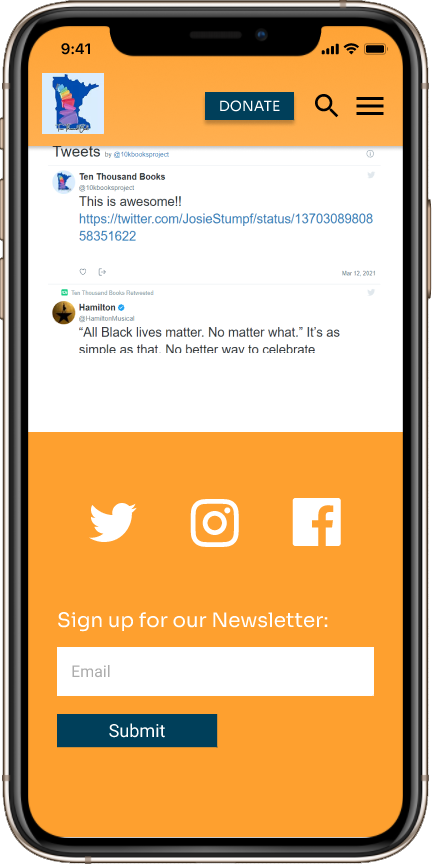 9:41
DONATE
Tweets by @10kbooksproject
Ten Thousand Books
@10kbooksproject
This is awesome!!
https://twitter.com/JosieStumpf/status/13703089808
58351622
Mar 12, 2021
Ten Thousand Books Retweeted
Hamilton
@HamiltonMusical
“All Black lives matter. No matter what.” It’s as
simple as that. No better way to celebrate
Sign up for our Newsletter:
Email
Submit